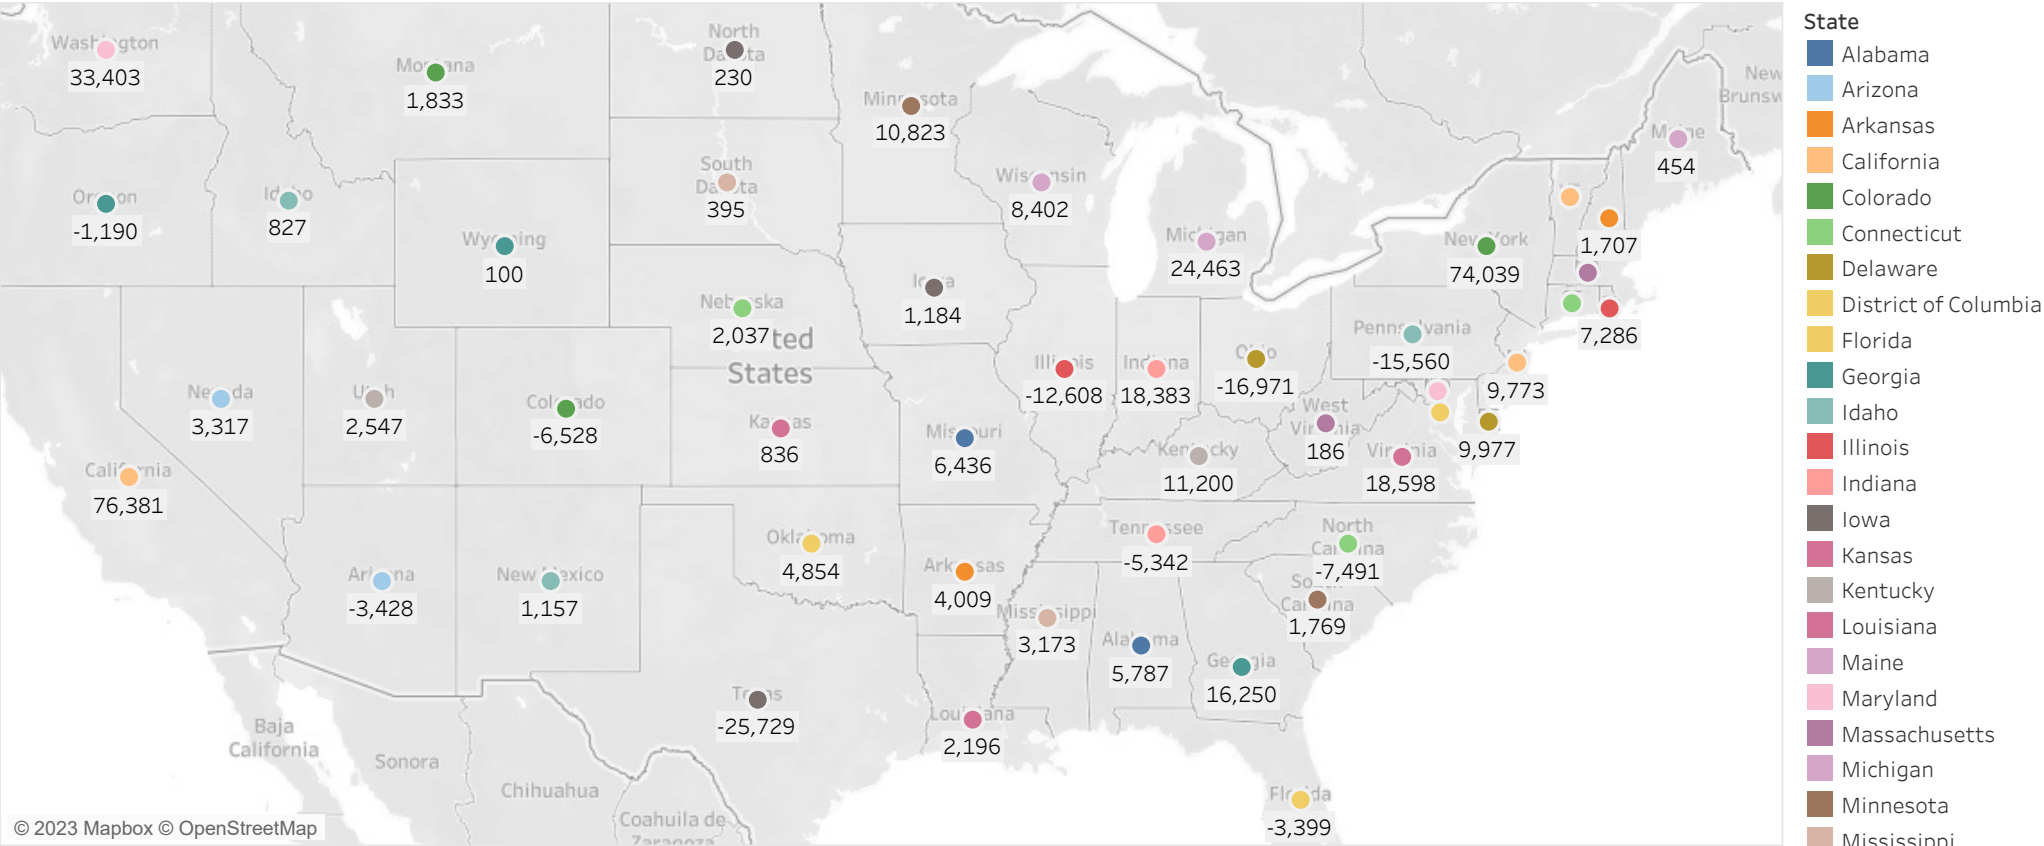 Washington
33,403
Montana
1,833
North
Dakota
230
Minnesota
10,823
New
Brunsw
Maine
454
Oregon
-1,190
Idaho
827
Wyoming
100
South
Dakota
395
Wisconsin
8,402
Michigan
24,463
New York
74,039
1,707
Nebraska
2,037
ted
States
Iowa
1,184
7,286
Pennsylvania
-15,560
9,773
Nevada
3,317
Utah
2,547
Colorado
-6,528
Kansas
836
Missouri
6,436
Illinois
-12,608
Indiana
18,383
Ohio
-16,971
West
Virginia
186
Kentucky
11,200
Virginia
18,598
9,977
California
76,381
Arizona
-3,428
New Mexico
1,157
Oklahoma
4,854
Arkansas
4,009
Tennessee
-5,342
North
Carolina
-7,491
South
Carolina
1,769
Mississippi
3,173
Alabama
5,787
Georgia
16,250
Texas
-25,729
Louisiana
2,196
Florida
-3,399
Baja
California
Sonora
Chihuahua
Coahuila de
Zaragoza
© 2023 Mapbox © OpenStreetMap
State
Alabama
Arizona
Arkansas
California
Colorado
Connecticut
Delaware
District of Columbia
Florida
Georgia
Idaho
Illinois
Indiana
Iowa
Kansas
Kentucky
Louisiana
Maine
Maryland
Massachusetts
Michigan
Minnesota
Mississippi